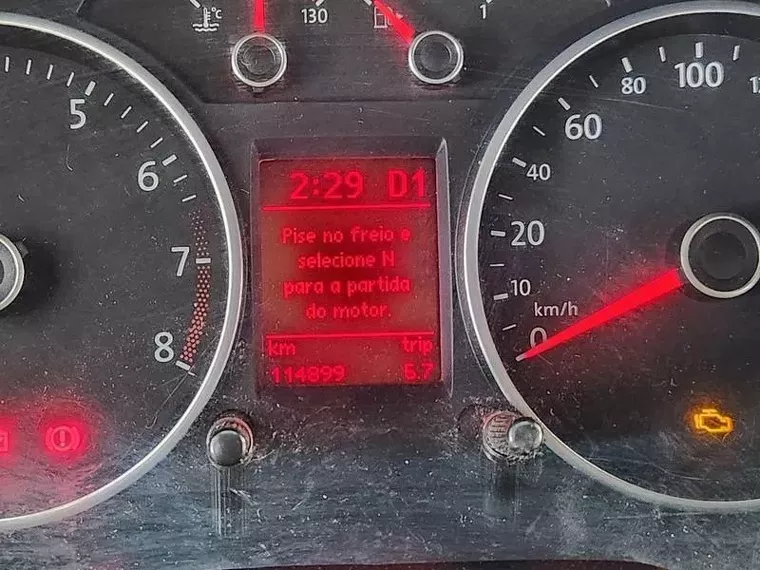 °C
130
1
5
6
7
8
2:29 D1
Pise no freio e
selecione N
para a partida
do motor.
km trip
114899 5.7
0
10
20
40
60
80
100
km/h